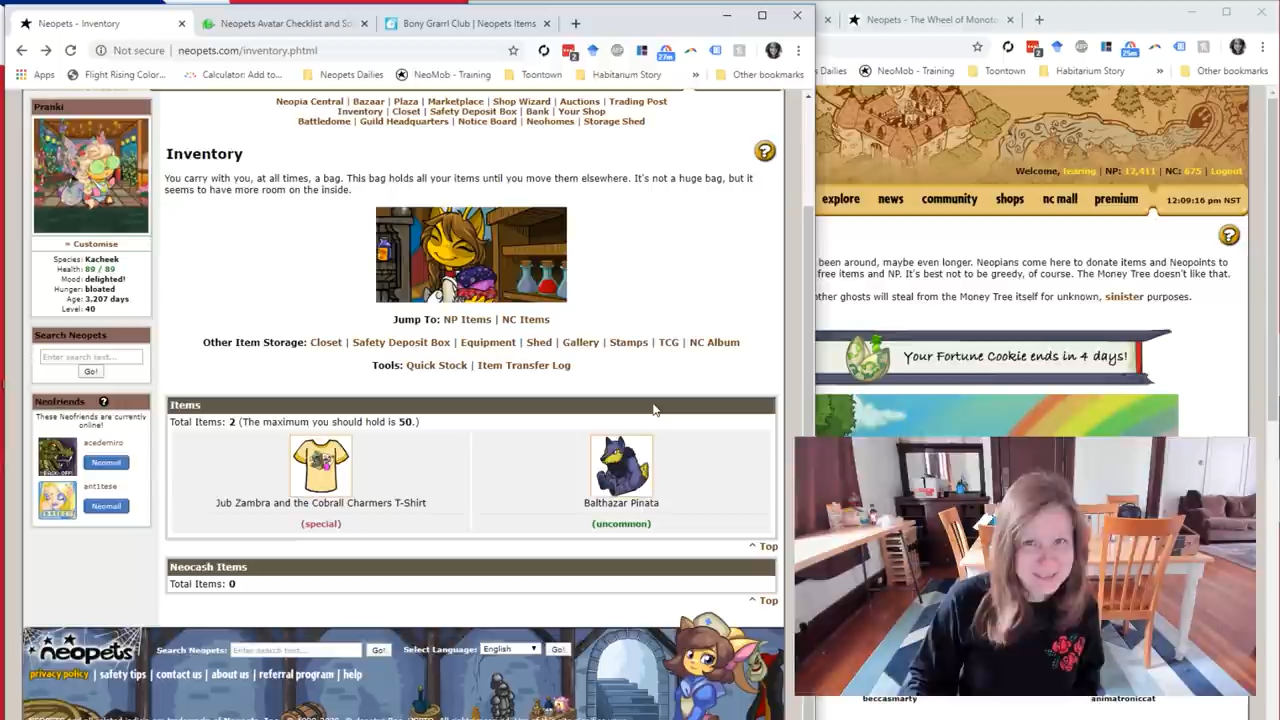 Neopets - Inventory
Neopets Avatar Checklist and So
Bony Grarrl Club | Neopets Items
Neopets - The Wheel of Monoto
Not secure | neopets.com/inventory.phtml
27m
25m
Apps
Flight Rising Color...
Calculator: Add to...
Neopets Dailies
NeoMob - Training
Toontown
Habitarium Story
»
Other bookmarks
Dailies
NeoMob - Training
Toontown
Habitarium Story
»
Other bookmarks
Pranki
» Customise
Species: Kacheek
Health: 89 / 89
Mood: delighted!
Hunger: bloated
Age: 3,207 days
Level: 40
Search Neopets
Enter search text...
Go!
Neofriends
These Neofriends are currently online!
acedemiro
Neomail
ant1tese
Neomail
Neopia Central | Bazaar | Plaza | Marketplace | Shop Wizard | Auctions | Trading Post
Inventory | Closet | Safety Deposit Box | Bank | Your Shop
Battledome | Guild Headquarters | Notice Board | Neohomes | Storage Shed
Inventory
You carry with you, at all times, a bag. This bag holds all your items until you move them elsewhere. It's not a huge bag, but it
seems to have more room on the inside.
Jump To: NP Items | NC Items
Other Item Storage: Closet | Safety Deposit Box | Equipment | Shed | Gallery | Stamps | TCG | NC Album
Tools: Quick Stock | Item Transfer Log
Items
Total Items: 2 (The maximum you should hold is 50.)
Jub Zambra and the Cobrall Charmers T-Shirt
(special)
Balthazar Pinata
(uncommon)
^ Top
Neocash Items
Total Items: 0
^ Top
neopets
Search Neopets:
Enter search text...
Go!
Select Language:
English
Go!
privacy policy | safety tips | contact us | about us | referral program | help
Welcome, tearing | NP: 12,411 | NC: 675 | Logout
explore news community shops nc mall premium
12:09:16 pm NST
been around, maybe even longer. Neopians come here to donate items and Neopoints to
free items and NP. It's best not to be greedy, of course. The Money Tree doesn't like that.
other ghosts will steal from the Money Tree itself for unknown, sinister purposes.
Your Fortune Cookie ends in 4 days!
beccasmarty
animatroniccat